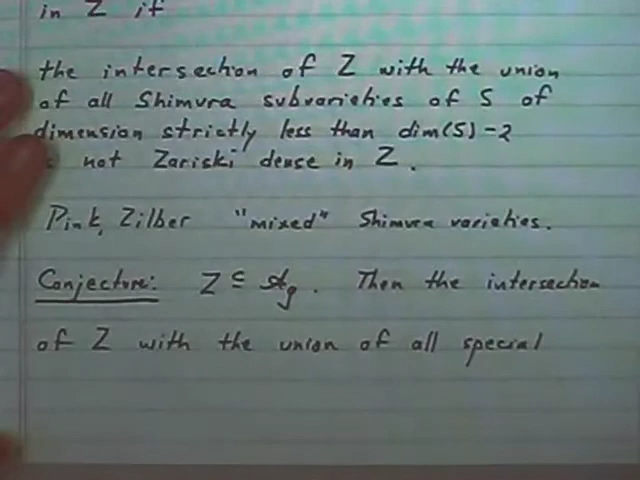 in Z if
the intersection of Z with the union
of all Shimura subvarieties of S of
dimension strictly less than dim(S)-2
not Zariski dense in Z.
Pink, Zilber "mixed" Shimura varieties.
Conjecture: Z ⊆ 𝒜g. Then the intersection
of Z with the union of all special